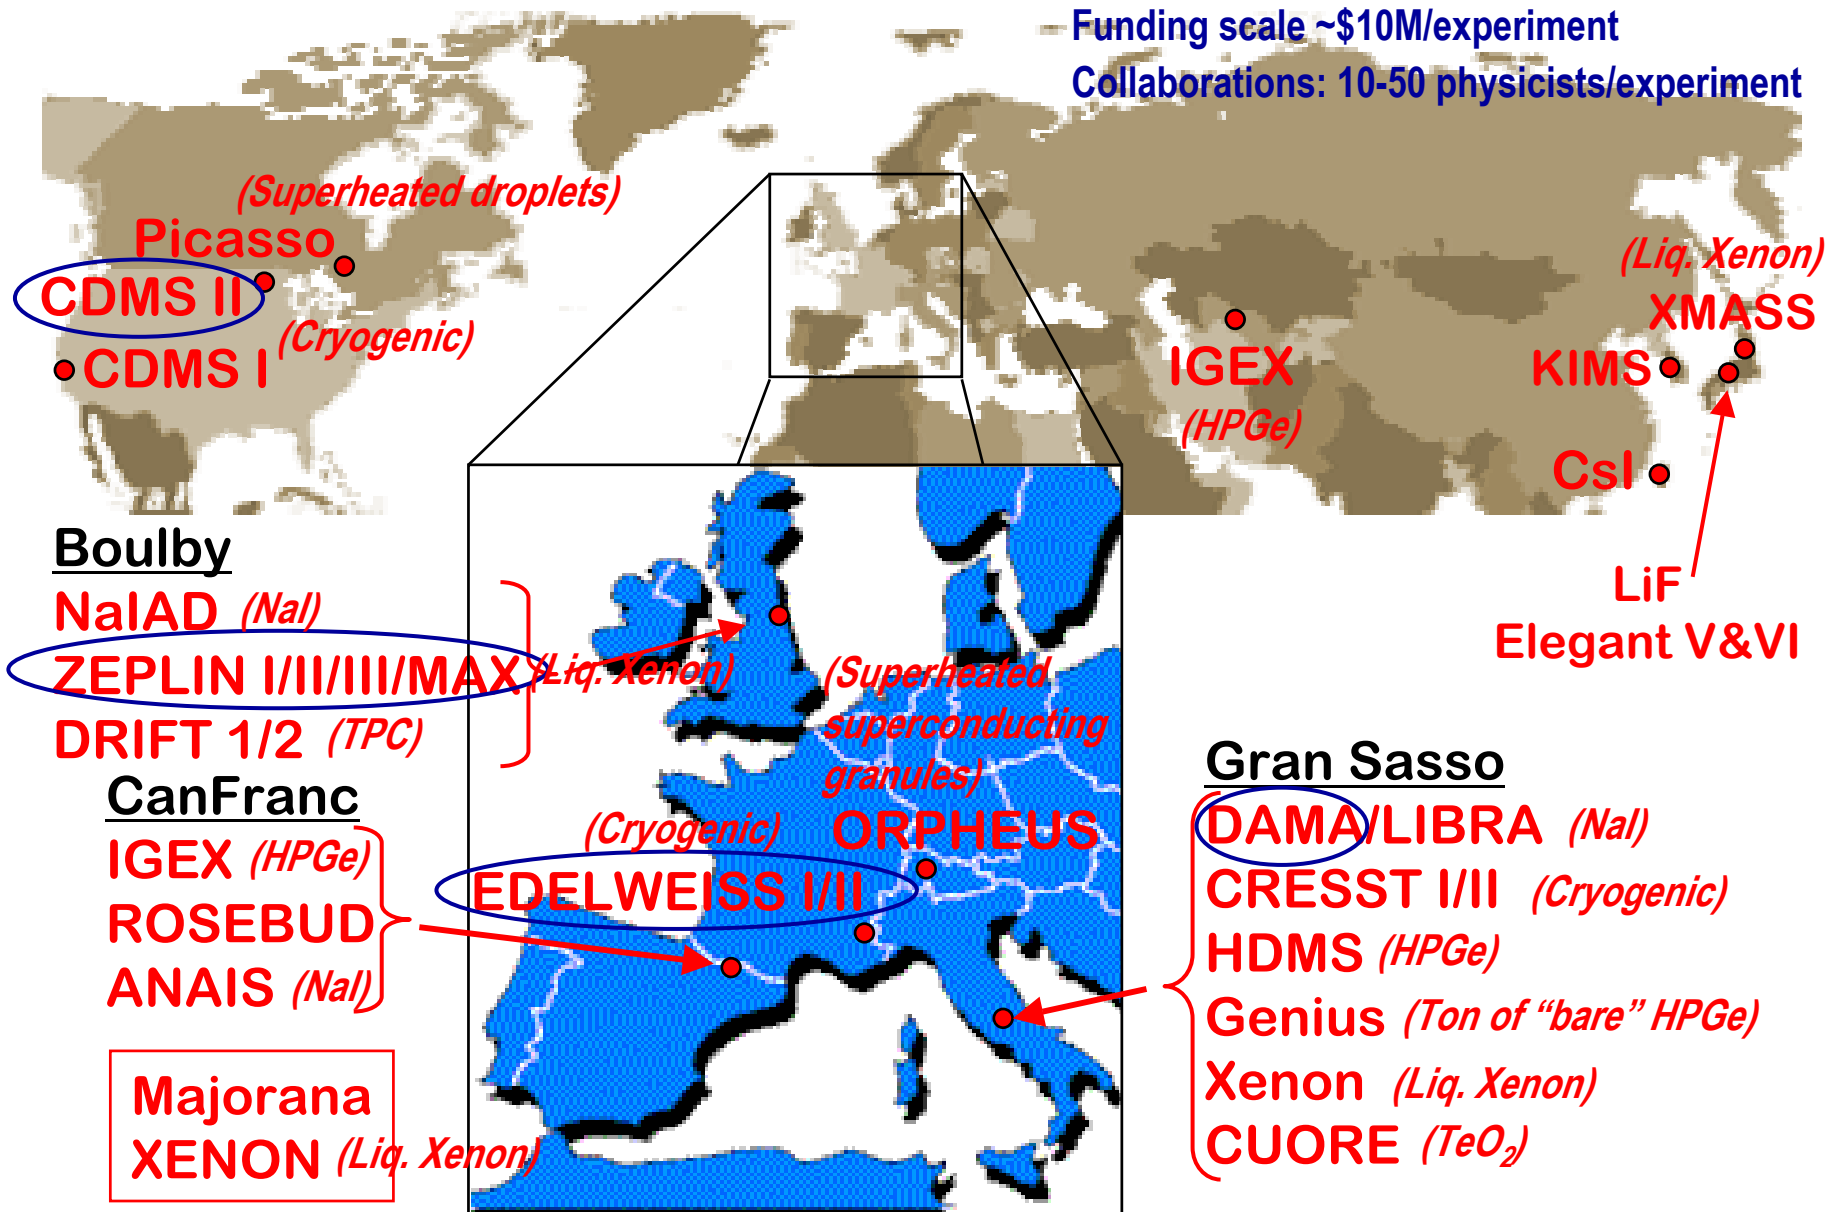 Funding scale ~$10M/experiment
Collaborations: 10-50 physicists/experiment
(Superheated droplets)
Picasso
CDMS II
(Cryogenic)
CDMS I
(Liq. Xenon)
XMASS
IGEX
(HPGe)
KIMS
CsI
LiF
Elegant V&VI
Boulby
NaIAD (NaI)
ZEPLIN I/II/III/MAX (Liq. Xenon)
DRIFT 1/2 (TPC)
CanFranc
IGEX (HPGe)
ROSEBUD
ANAIS (NaI)
Majorana
XENON (Liq. Xenon)
(Superheated
superconducting
granules)
ORPHEUS
(Cryogenic)
EDELWEISS I/II
Gran Sasso
DAMA/LIBRA (NaI)
CRESST I/II (Cryogenic)
HDMS (HPGe)
Genius (Ton of “bare” HPGe)
Xenon (Liq. Xenon)
CUORE (TeO₂)